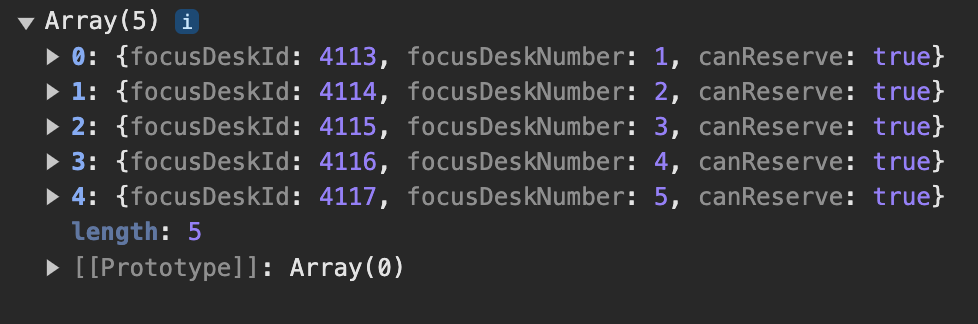 ▼ Array(5) i
▶ 0: {focusDeskId: 4113, focusDeskNumber: 1, canReserve: true}
▶ 1: {focusDeskId: 4114, focusDeskNumber: 2, canReserve: true}
▶ 2: {focusDeskId: 4115, focusDeskNumber: 3, canReserve: true}
▶ 3: {focusDeskId: 4116, focusDeskNumber: 4, canReserve: true}
▶ 4: {focusDeskId: 4117, focusDeskNumber: 5, canReserve: true}
length: 5
▶ [[Prototype]]: Array(0)